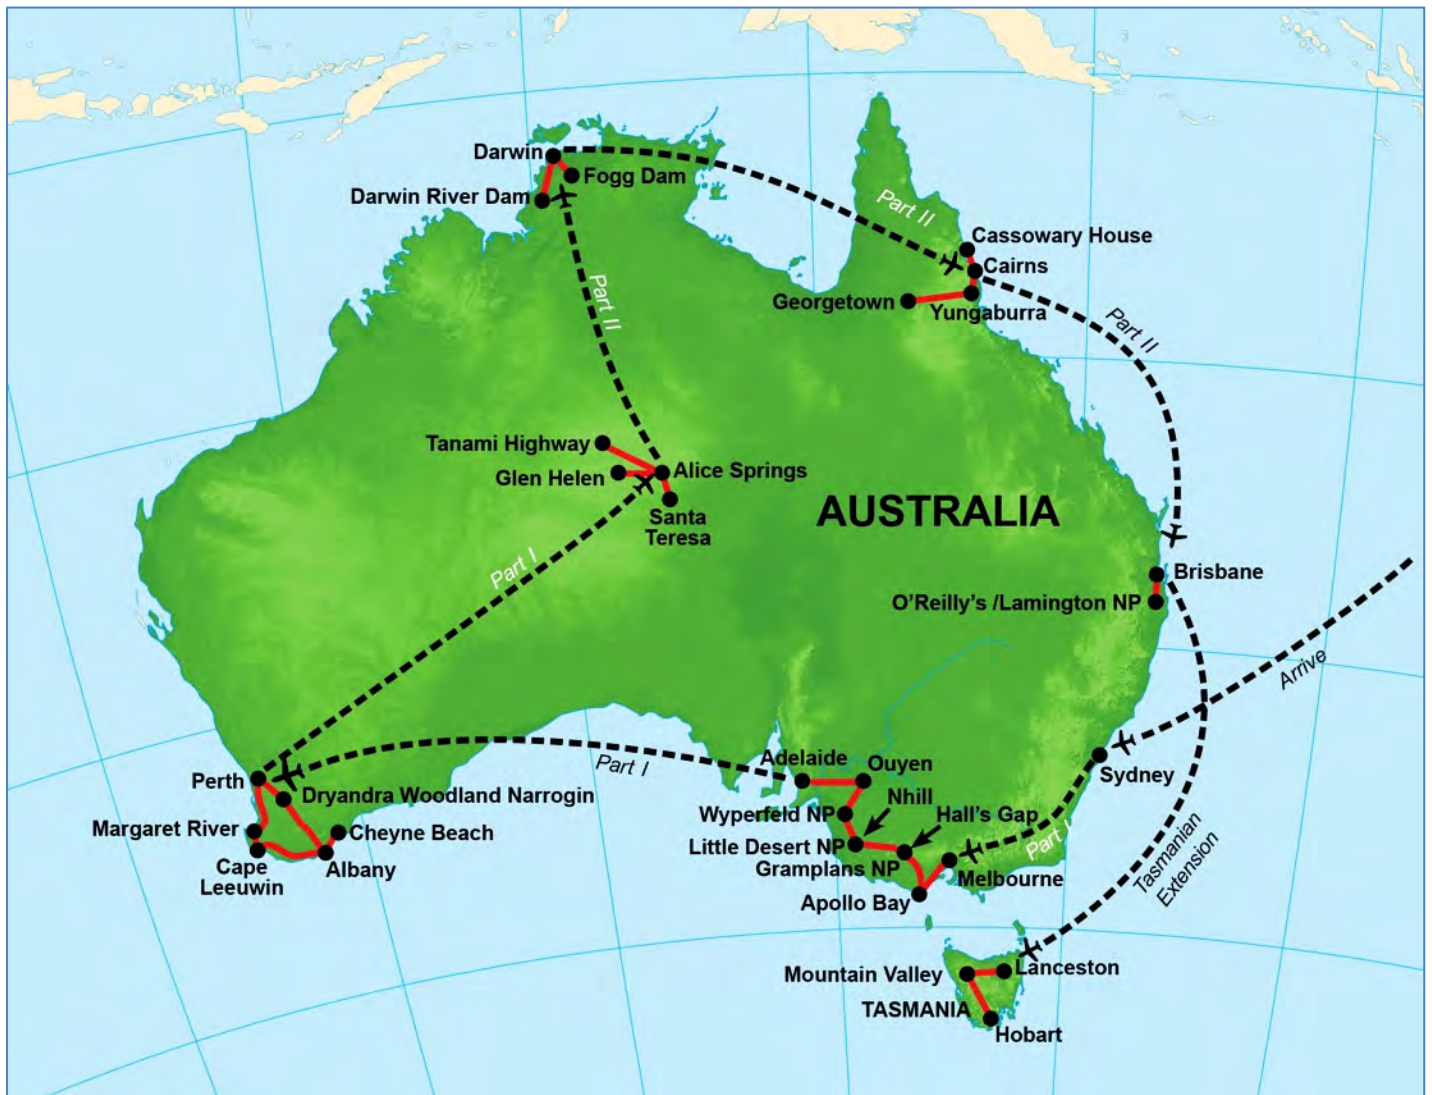 Darwin
Fogg Dam
Darwin River Dam
Part II
Cassowary House
Cairns
Georgetown
Yungaburra
Part II
Part II
Tanami Highway
Alice Springs
Glen Helen
Santa
Teresa
AUSTRALIA
Part I
Brisbane
O'Reilly's /Lamington NP
Arrive
Adelaide
Ouyen
Sydney
Part I
Perth
Dryandra Woodland Narrogin
Nhill
Wyperfeld NP
Hall's Gap
Margaret River
Cheyne Beach
Little Desert NP
Part I
Gramplans NP
Cape
Leeuwin
Albany
Melbourne
Apollo Bay
Tasmanian
Extension
Mountain Valley
Lanceston
TASMANIA
Hobart